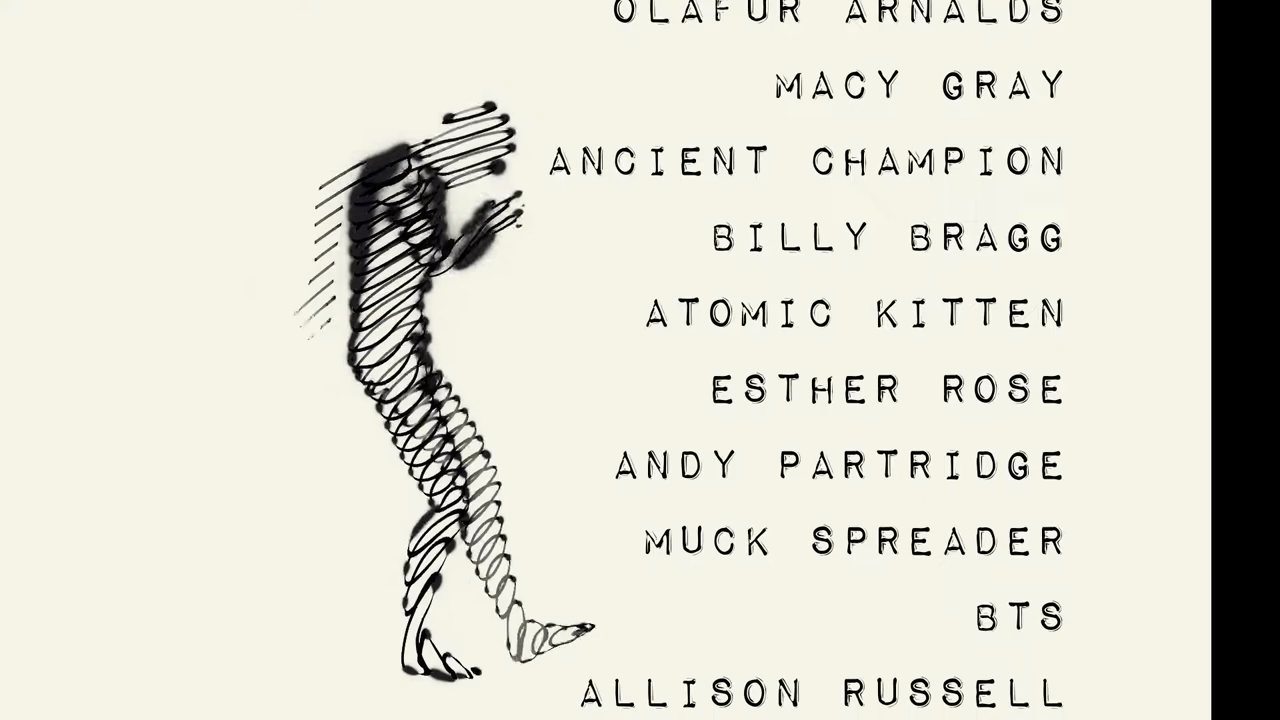 OLAFUR ARNALDS
MACY GRAY
ANCIENT CHAMPION
BILLY BRAGG
ATOMIC KITTEN
ESTHER ROSE
ANDY PARTRIDGE
MUCK SPREADER
BTS
ALLISON RUSSELL